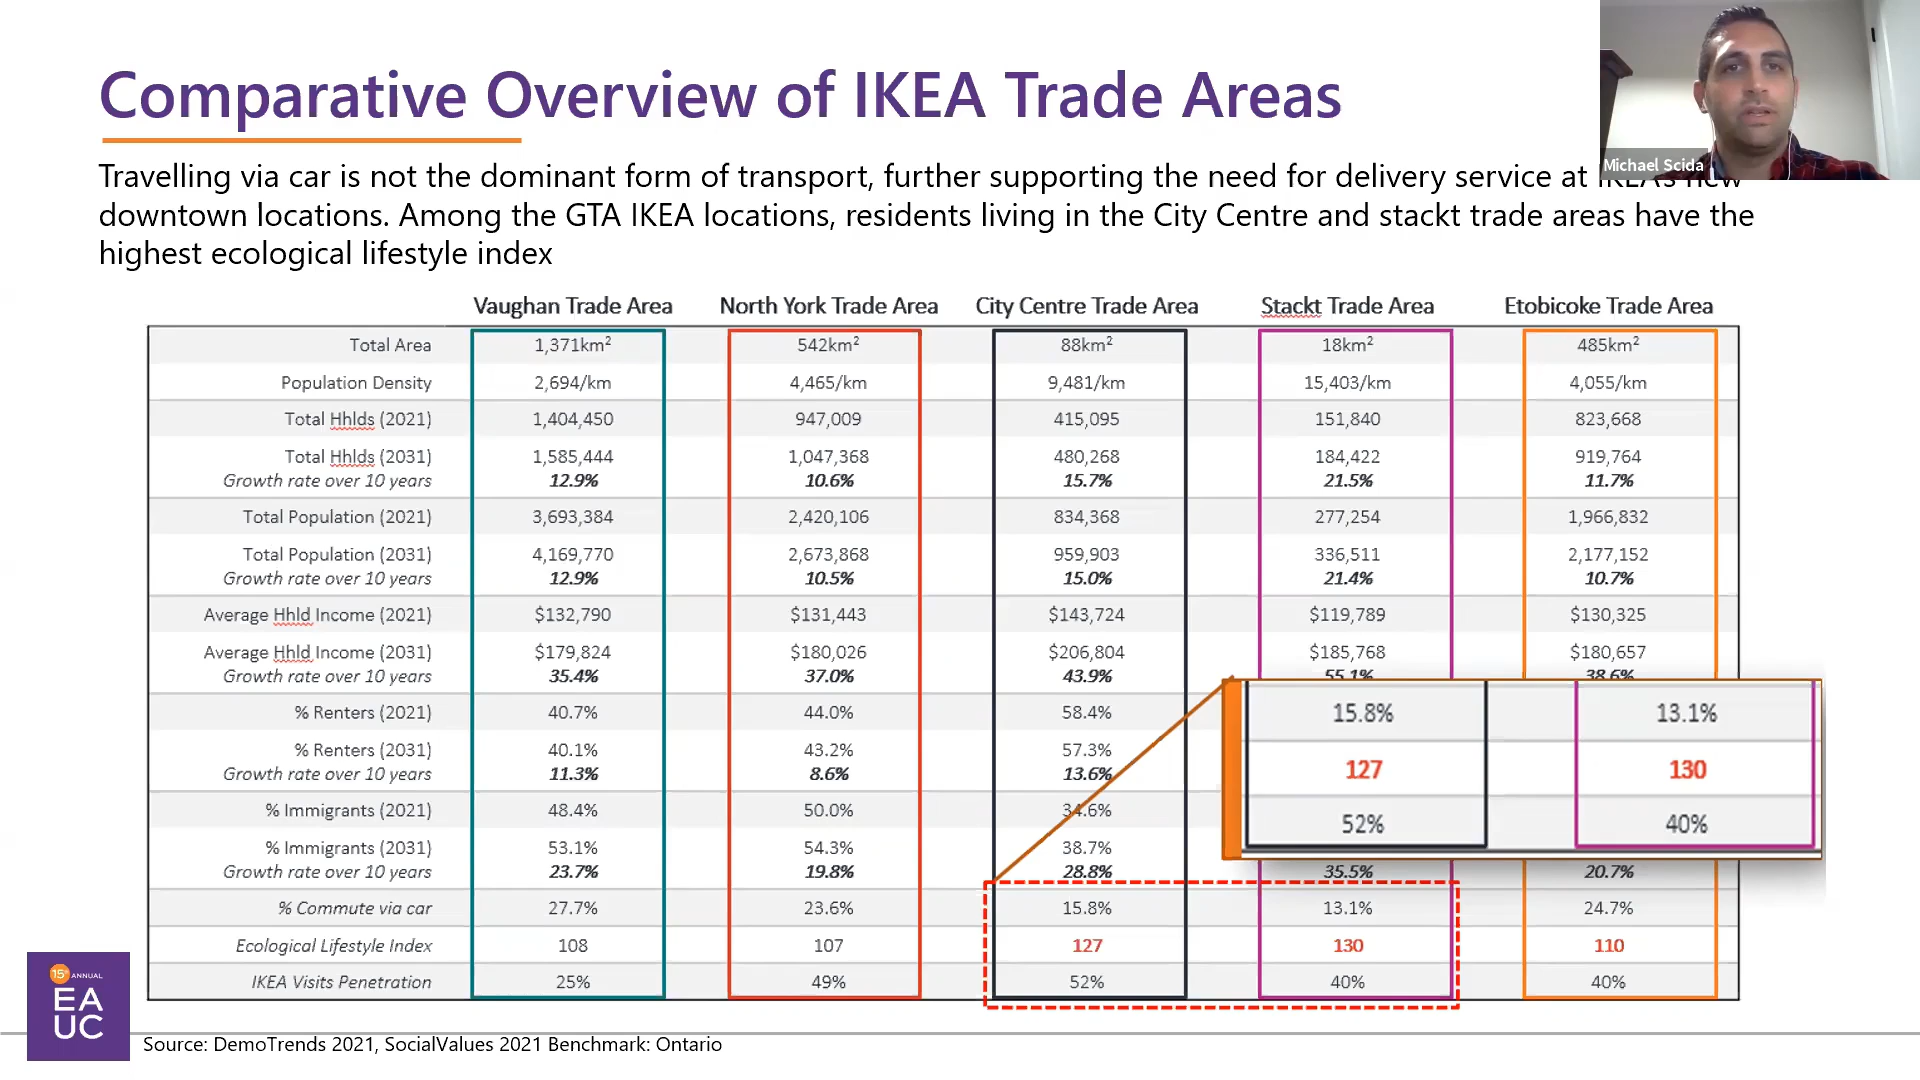 Comparative Overview of IKEA Trade Areas
Michael Scida
Travelling via car is not the dominant form of transport, further supporting the need for delivery service at IKEA's new
downtown locations. Among the GTA IKEA locations, residents living in the City Centre and stackt trade areas have the
highest ecological lifestyle index
Vaughan Trade Area North York Trade Area City Centre Trade Area Stackt Trade Area Etobicoke Trade Area
Total Area 1,371km² 542km² 88km² 18km² 485km²
Population Density 2,694/km 4,465/km 9,481/km 15,403/km 4,055/km
Total Hhlds (2021) 1,404,450 947,009 415,095 151,840 823,668
Total Hhlds (2031) 1,585,444 1,047,368 480,268 184,422 919,764
Growth rate over 10 years 12.9% 10.6% 15.7% 21.5% 11.7%
Total Population (2021) 3,693,384 2,420,106 834,368 277,254 1,966,832
Total Population (2031) 4,169,770 2,673,868 959,903 336,511 2,177,152
Growth rate over 10 years 12.9% 10.5% 15.0% 21.4% 10.7%
Average Hhld Income (2021) $132,790 $131,443 $143,724 $119,789 $130,325
Average Hhld Income (2031) $179,824 $180,026 $206,804 $185,768 $180,657
Growth rate over 10 years 35.4% 37.0% 43.9% 55.1% 38.6%
% Renters (2021) 40.7% 44.0% 58.4%
% Renters (2031) 40.1% 43.2% 57.3%
Growth rate over 10 years 11.3% 8.6% 13.6%
% Immigrants (2021) 48.4% 50.0% 34.6%
% Immigrants (2031) 53.1% 54.3% 38.7%
Growth rate over 10 years 23.7% 19.8% 28.8% 35.5% 20.7%
% Commute via car 27.7% 23.6% 15.8% 13.1% 24.7%
Ecological Lifestyle Index 108 107 127 130 110
IKEA Visits Penetration 25% 49% 52% 40% 40%
15.8% 13.1%
127 130
52% 40%
15th ANNUAL
EA
UC
Source: DemoTrends 2021, SocialValues 2021 Benchmark: Ontario